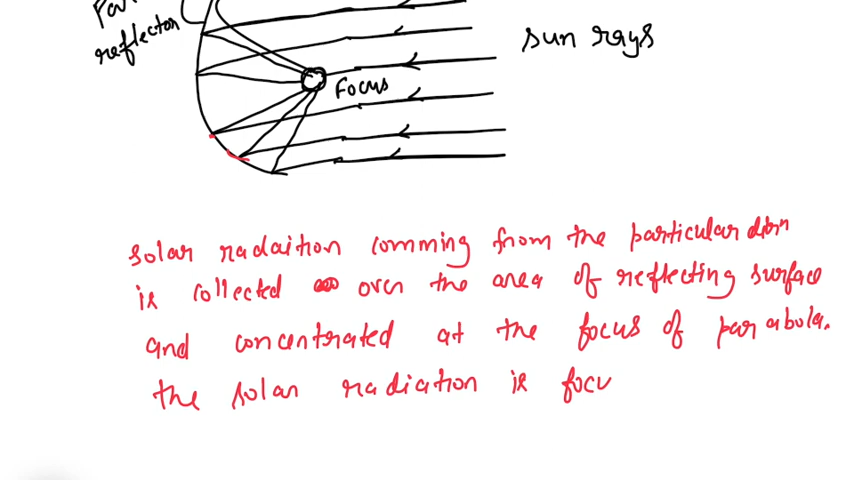 reflector
sun rays
Focus
solar radaition comming from the particular
is collected over the area of reflecting surface
and concentrated at the focus of parabola.
the solar radiation is focu